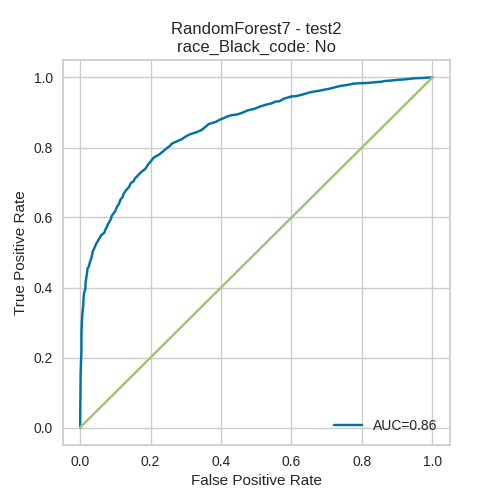 RandomForest7 - test2
race_Black_code: No
1.0
0.8
0.6
0.4
0.2
0.0
True Positive Rate
AUC=0.86
0.0 0.2 0.4 0.6 0.8 1.0
False Positive Rate